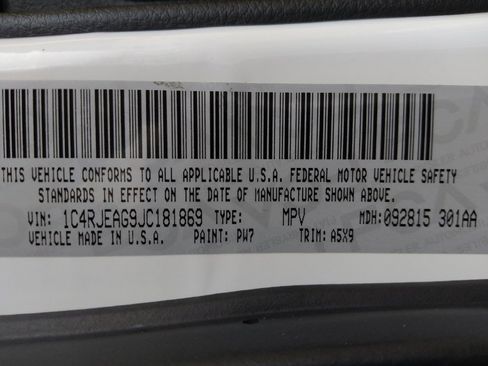 THIS VEHICLE CONFORMS TO ALL APPLICABLE U.S.A. FEDERAL MOTOR VEHICLE SAFETY
STANDARDS IN EFFECT ON THE DATE OF MANUFACTURE SHOWN ABOVE.
VIN: 1C4RJEAG9JC181869 TYPE: MPV MDH: 092815 301AA
VEHICLE MADE IN U.S.A. PAINT: PW7 TRIM: A5X9